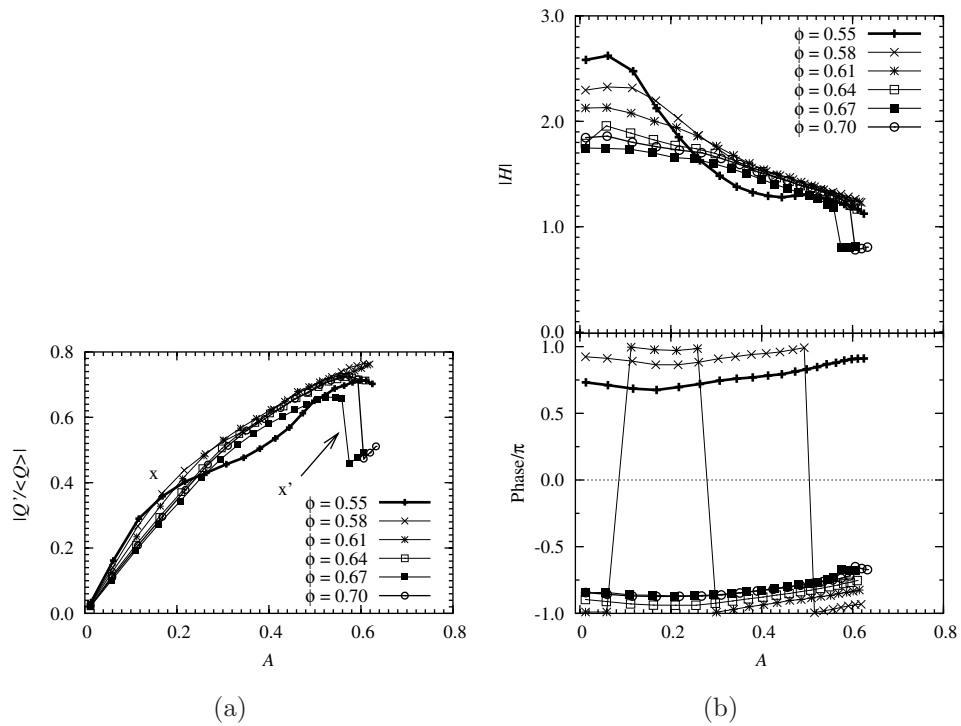 3.0
2.0
1.0
0.0
|H|
ϕ = 0.55
ϕ = 0.58
ϕ = 0.61
ϕ = 0.64
ϕ = 0.67
ϕ = 0.70
0.8
0.6
0.4
0.2
0.0
|Q'/<Q>|
x
x'
ϕ = 0.55
ϕ = 0.58
ϕ = 0.61
ϕ = 0.64
ϕ = 0.67
ϕ = 0.70
0 0.2 0.4 0.6 0.8
A
1.0
0.5
0.0
-0.5
-1.0
Phase/π
0 0.2 0.4 0.6 0.8
A
(a) (b)